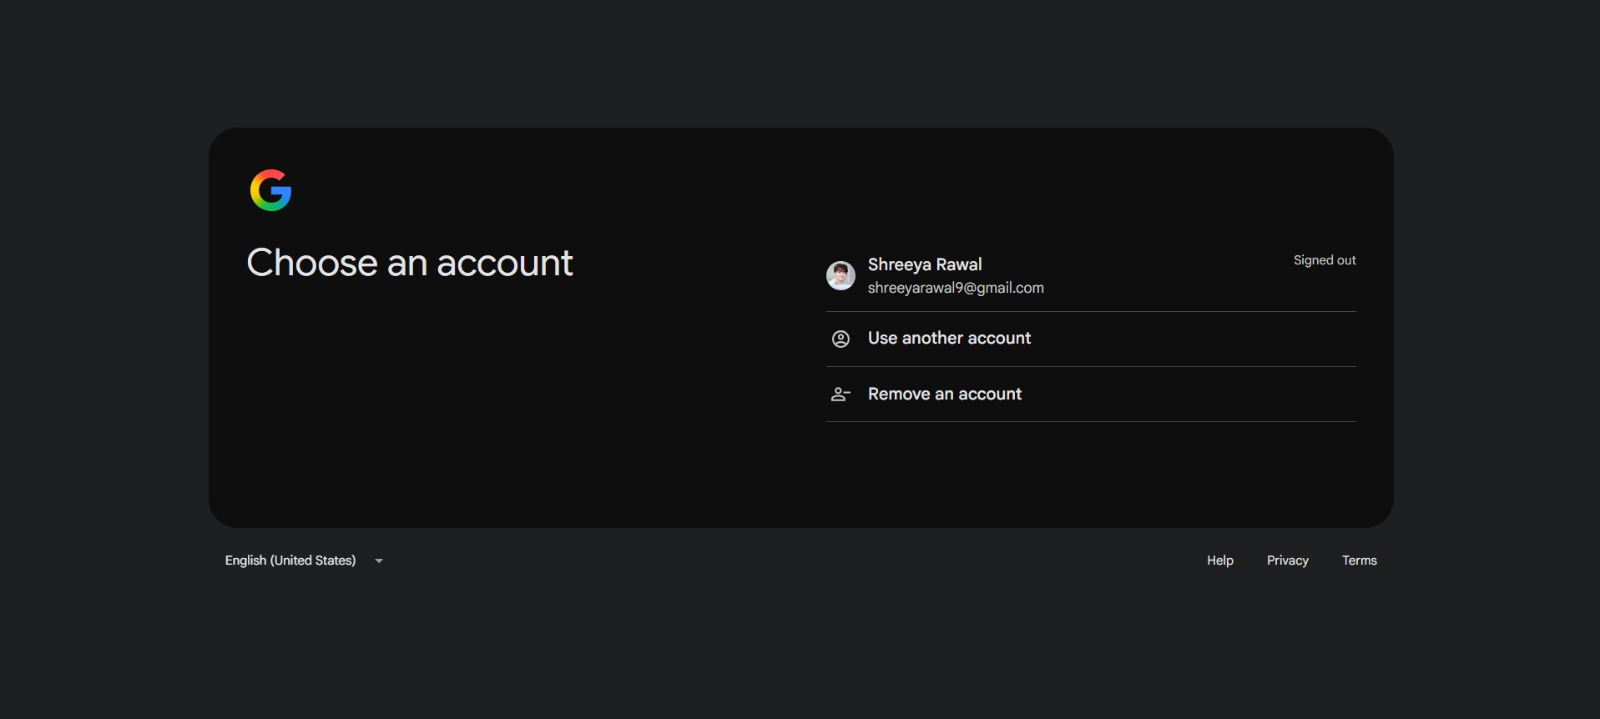 Choose an account
Shreeya Rawal
Signed out
shreeyarawal9@gmail.com
Use another account
Remove an account
English (United States)
Help Privacy Terms